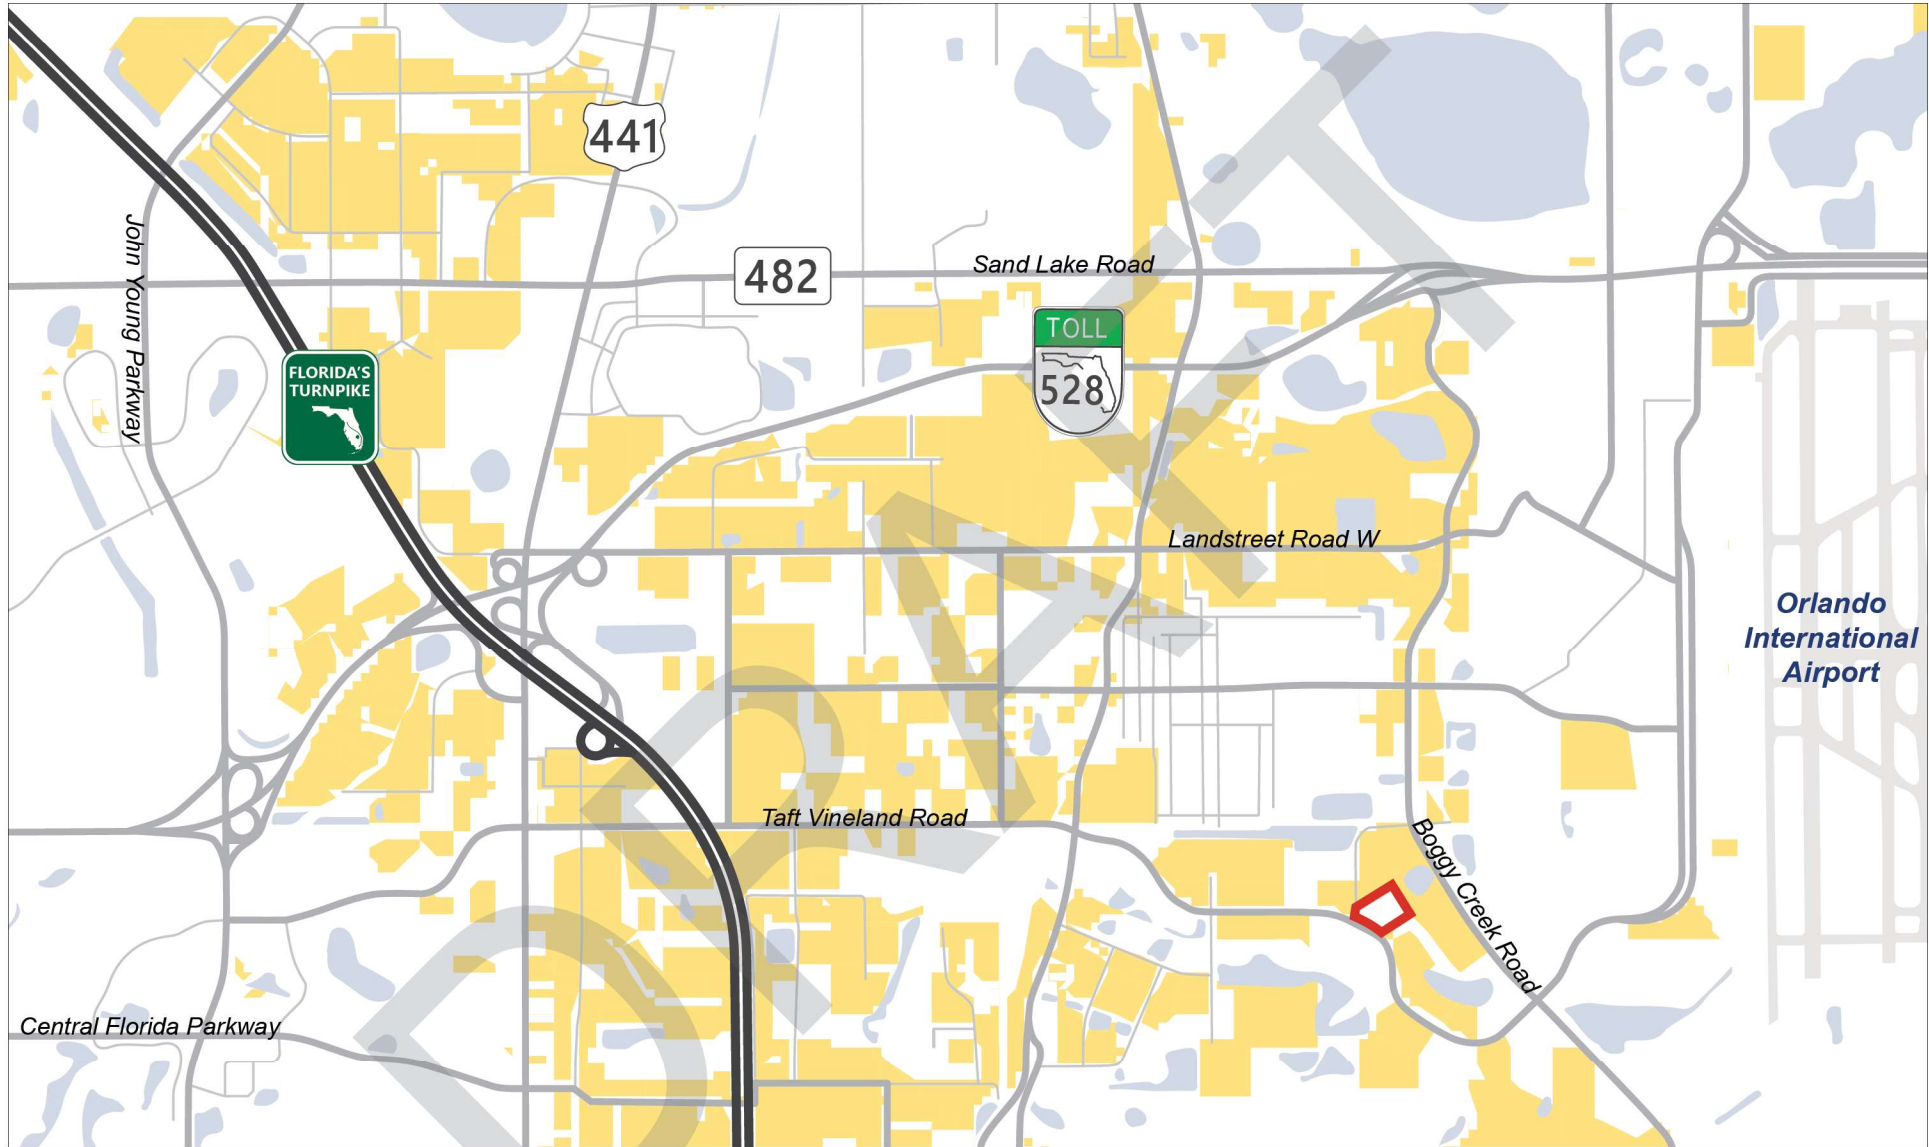 441
John Young Parkway
482
Sand Lake Road
TOLL
528
FLORIDA'S
TURNPIKE
Landstreet Road W
Orlando
International
Airport
Taft Vineland Road
Boggy Creek Road
Central Florida Parkway
DRAFT